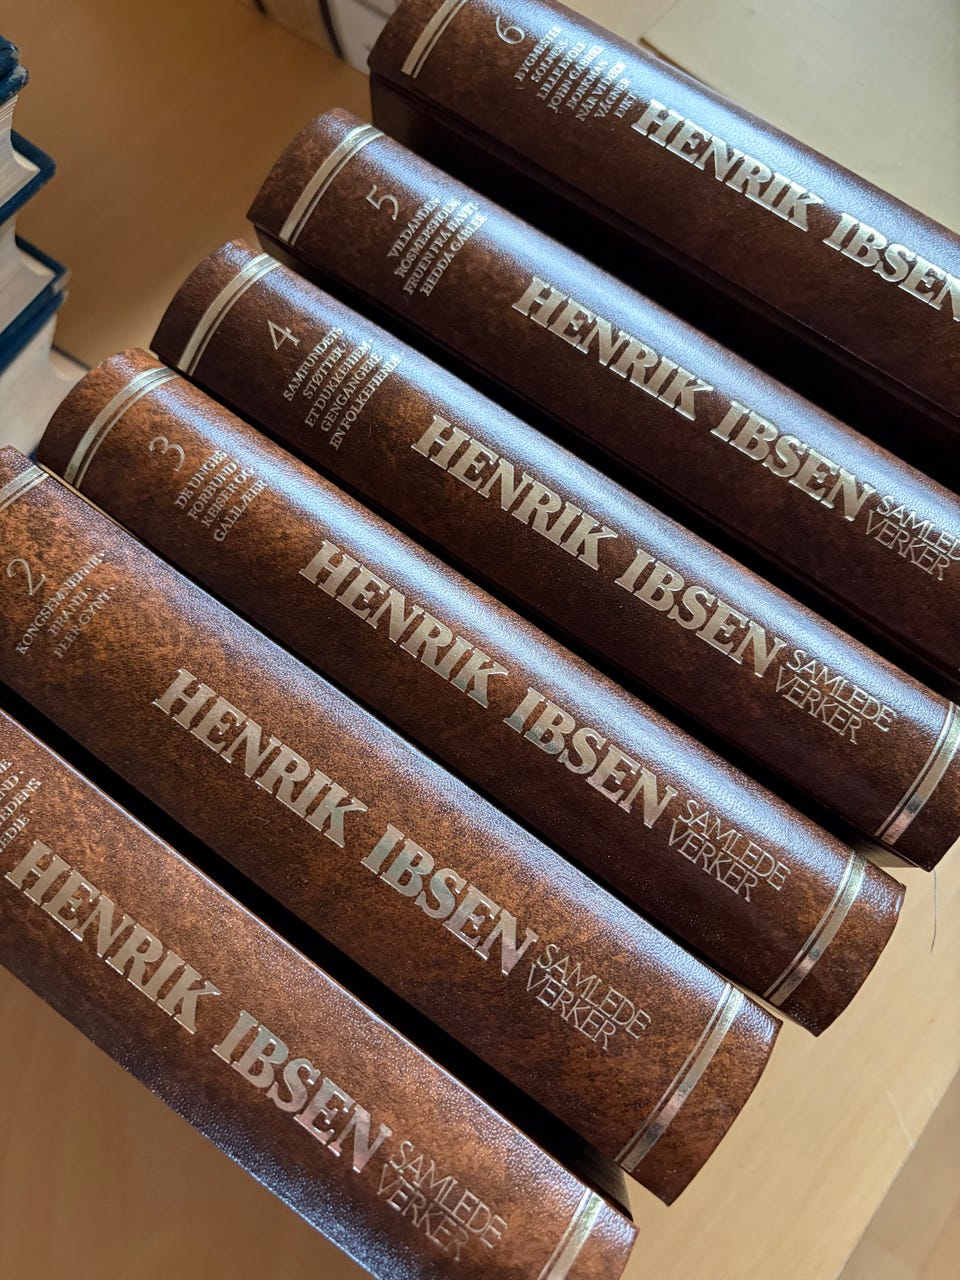 6
BYGMESTER
SOLNESS
LILLE EYOLF
JOHN GABRIEL
BORKMAN
NÅR VI DØDE
VÅGNER
DIKT
HENRIK IBSEN
5
VILDANDEN
ROSMERSHOLM
FRUEN FRA HAVET
HEDDA GABLER
HENRIK IBSEN
SAMLEDE
VERKER
4
SAMFUNDETS
STØTTER
ET DUKKEHJEM
GENGANGERE
EN FOLKEFIENDE
HENRIK IBSEN
SAMLEDE
VERKER
3
DE UNGES
FORBUND
KEISER OG
GALILÆER
HENRIK IBSEN
SAMLEDE
VERKER
2
KONGSEMNERNE
BRAND
PEER GYNT
HENRIK IBSEN
SAMLEDE
VERKER
HENRIK IBSEN
SAMLEDE
VERKER